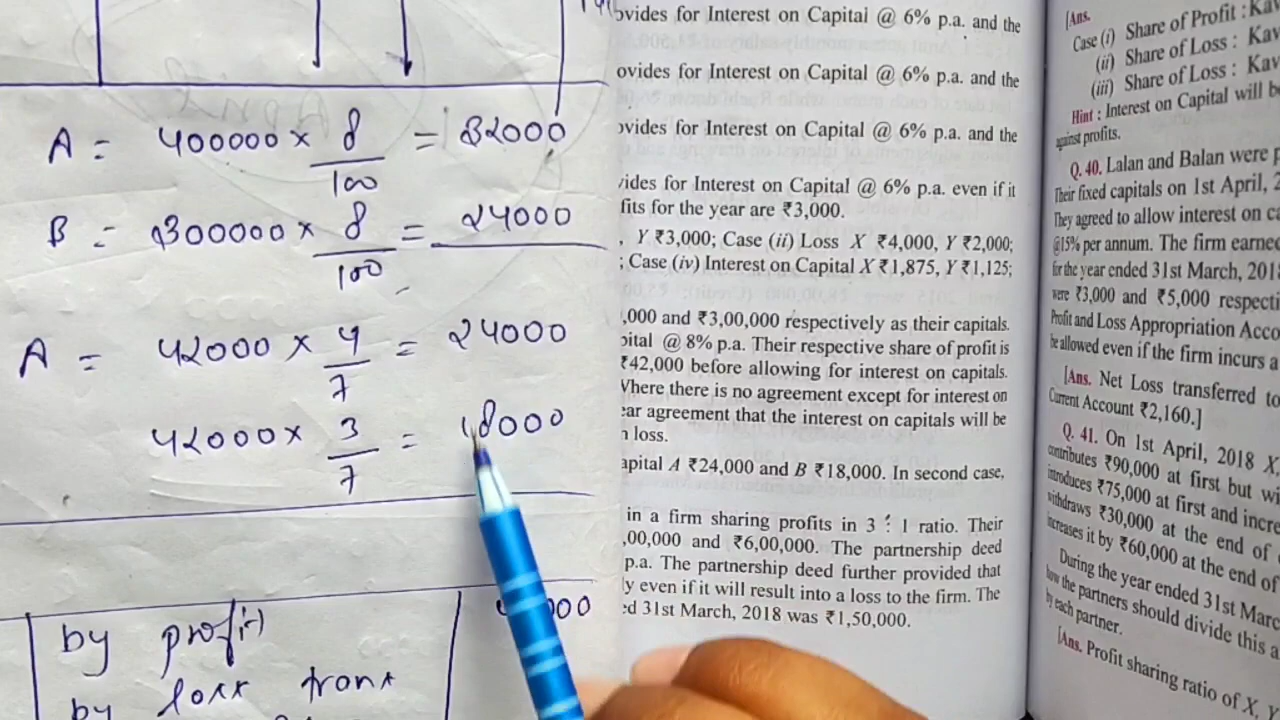 A = 400000 × 8/100 = 32000
B = 300000 × 8/100 = 24000
A = 42000 × 4/7 = 24000
42000 × 3/7 = 18000
by profit
by loss trans
ovides for Interest on Capital @ 6% p.a. and the
ovides for Interest on Capital @ 6% p.a. and the
ovides for Interest on Capital @ 6% p.a. and the
vides for Interest on Capital @ 6% p.a. even if it
fits for the year are ₹3,000.
, Y ₹3,000; Case (ii) Loss X ₹4,000, Y ₹2,000;
; Case (iv) Interest on Capital X ₹1,875, Y ₹1,125;
,000 and ₹3,00,000 respectively as their capitals.
pital @ 8% p.a. Their respective share of profit is
₹42,000 before allowing for interest on capitals.
Where there is no agreement except for interest on
ear agreement that the interest on capitals will be
loss.
apital A ₹24,000 and B ₹18,000. In second case,
in a firm sharing profits in 3 : 1 ratio. Their
,00,000 and ₹6,00,000. The partnership deed
p.a. The partnership deed further provided that
ly even if it will result into a loss to the firm. The
ed 31st March, 2018 was ₹1,50,000.
[Ans.
Case (i) Share of Profit : Kav
(ii) Share of Loss : Kav
(iii) Share of Loss : Kav
Hint : Interest on Capital will be
against profits.
Q. 40. Lalan and Balan were p
Their fixed capitals on 1st April, 2
They agreed to allow interest on ca
@15% per annum. The firm earned
for the year ended 31st March, 2018
were ₹3,000 and ₹5,000 respecti
Profit and Loss Appropriation Acco
be allowed even if the firm incurs a
[Ans. Net Loss transferred to
Current Account ₹2,160.]
Q. 41. On 1st April, 2018 X
contributes ₹90,000 at first but wi
introduces ₹75,000 at first and incre
withdraws ₹30,000 at the end of
increases it by ₹60,000 at the end of
During the year ended 31st Marc
how the partners should divide this a
by each partner.
[Ans. Profit sharing ratio of X, Y